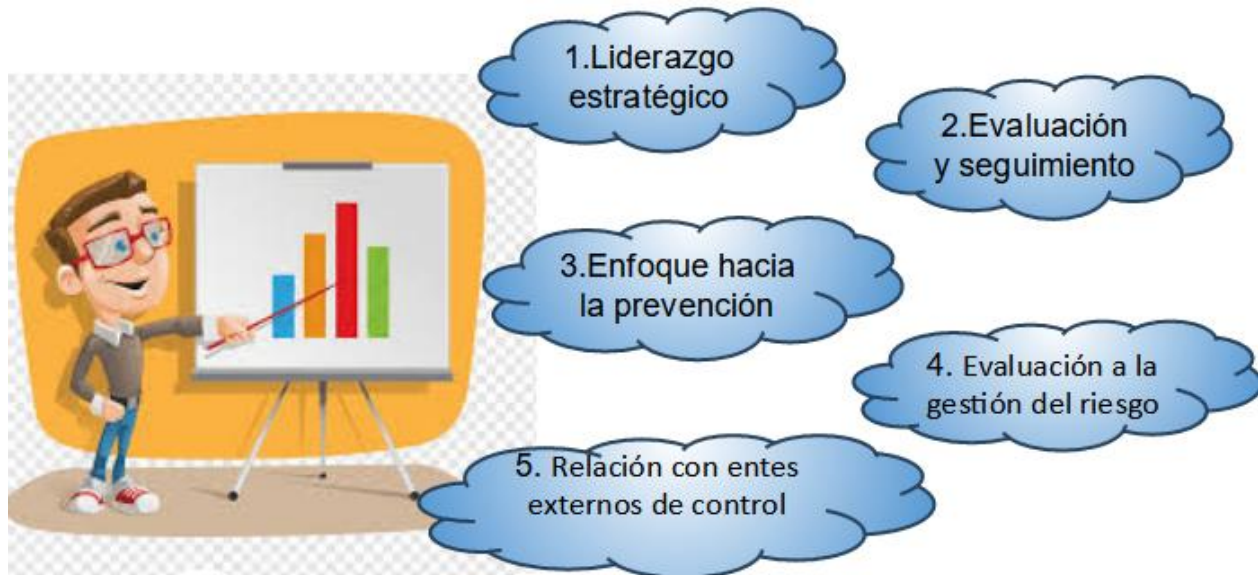 1.Liderazgo
estratégico
2.Evaluación
y seguimiento
3.Enfoque hacia
la prevención
4. Evaluación a la
gestión del riesgo
5. Relación con entes
externos de control